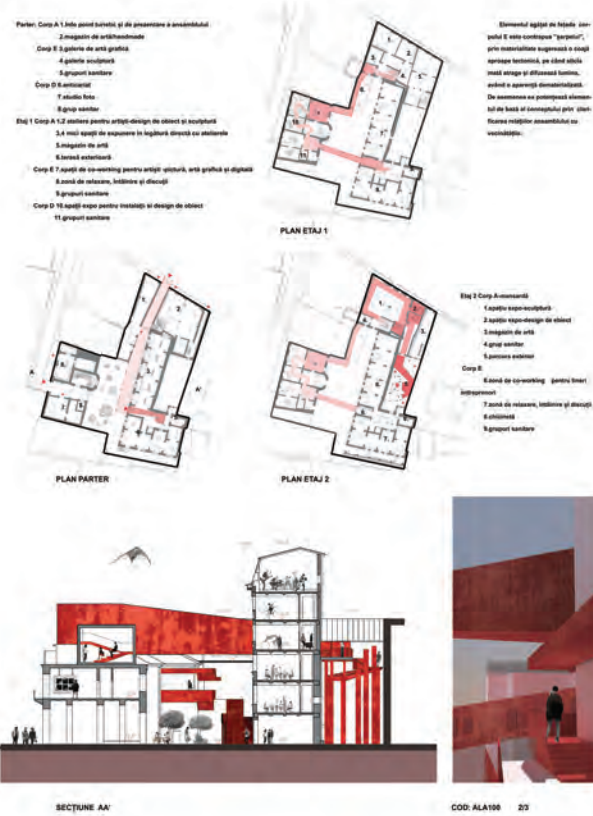 Parter: Corp A 1.Info point turistic și de prezentare a ansamblului
2.magazin de artă/handmade
Corp E 3.galerie de artă grafică
4.galerie sculptură
5.grupuri sanitare
Corp D 6.anticariat
7.studio foto
8.grup sanitar
Etaj 1 Corp A 1,2 ateliere pentru artiști-design de obiect și sculptură
3,4 mici spații de expunere în legătură directă cu atelierele
5.magazin de artă
6.terasă exterioară
Corp E 7.spații de co-working pentru artiști -pictură, artă grafică și digitală
8.zonă de relaxare, întâlnire și discuții
9.grupuri sanitare
Corp D 10.spații expo pentru instalații și design de obiect
11.grupuri sanitare
Elementul agățat de fațada cor-
pului E este contrapus "șarpelui",
prin materialitate sugerează o coajă
aproape tectonică, pe când sticla
mată atrage și difuzează lumina,
având o aparență dematerializată.
De asemenea se potențează elemen-
tul de bază al conceptului prin clari-
ficarea relațiilor ansamblului cu
vecinătățile.
PLAN ETAJ 1
Etaj 2 Corp A-mansardă
1.spațiu expo-sculptură
2.spațiu expo-design de obiect
3.magazin de artă
4.grup sanitar
5.parcurs exterior
Corp E
6.zonă de co-working pentru tineri
întreprinzori
7.zonă de relaxare, întâlnire și discuții
8.chicinetă
9.grupuri sanitare
A
A'
PLAN PARTER
PLAN ETAJ 2
SECȚIUNE AA'
COD: ALA100 2/3